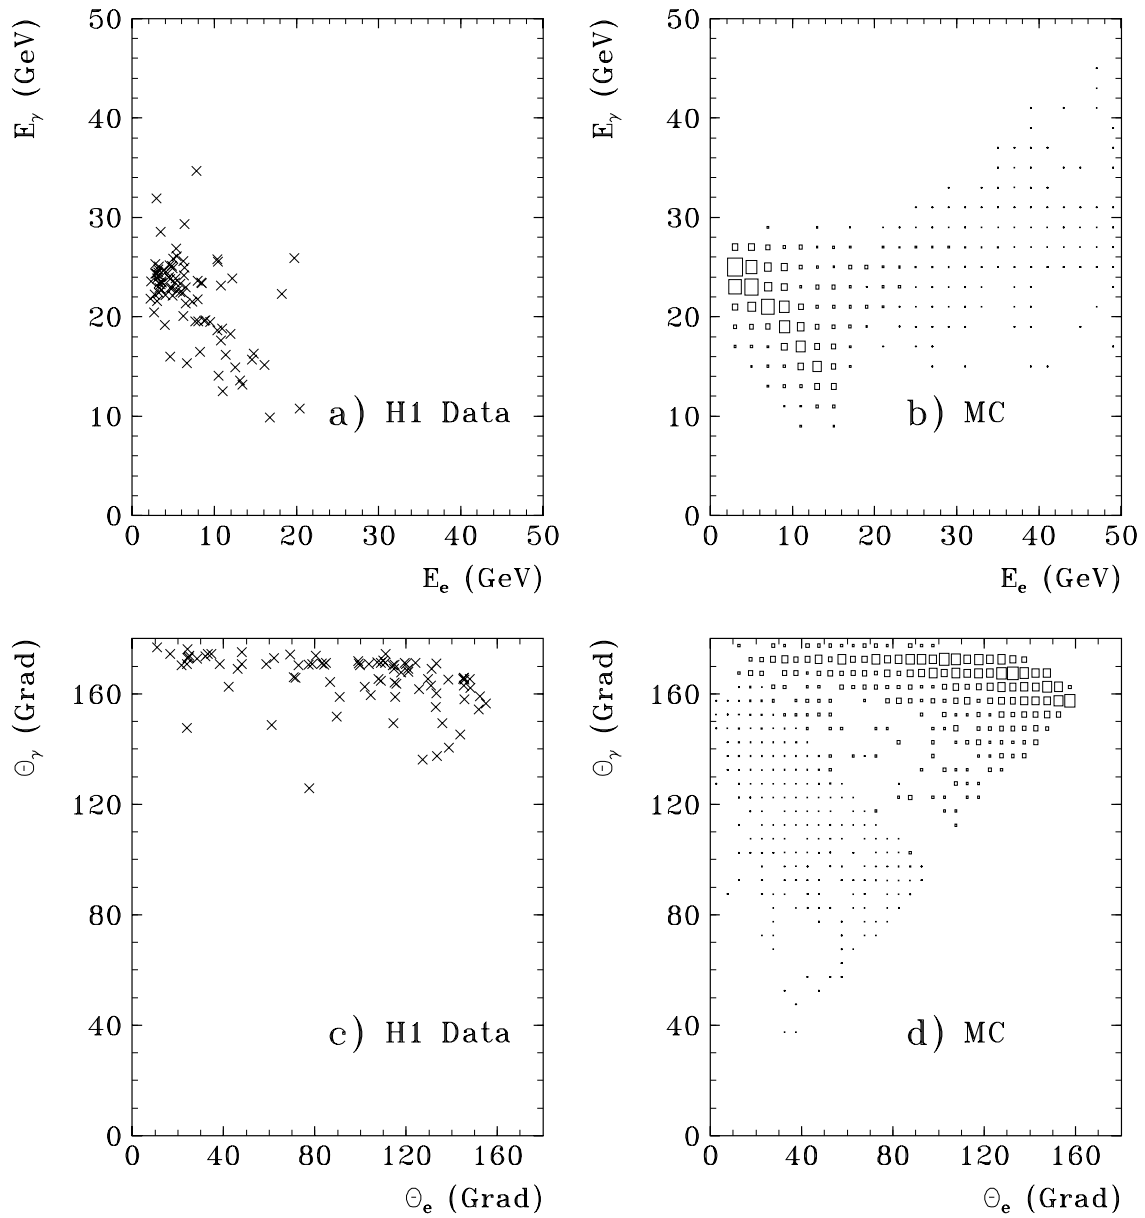 E_γ (GeV)
50
40
30
20
10
0
a) H1 Data
0 10 20 30 40 50
E_e (GeV)
E_γ (GeV)
50
40
30
20
10
0
b) MC
0 10 20 30 40 50
E_e (GeV)
Θ_γ (Grad)
160
120
80
40
0
c) H1 Data
0 40 80 120 160
Θ_e (Grad)
Θ_γ (Grad)
160
120
80
40
0
d) MC
0 40 80 120 160
Θ_e (Grad)